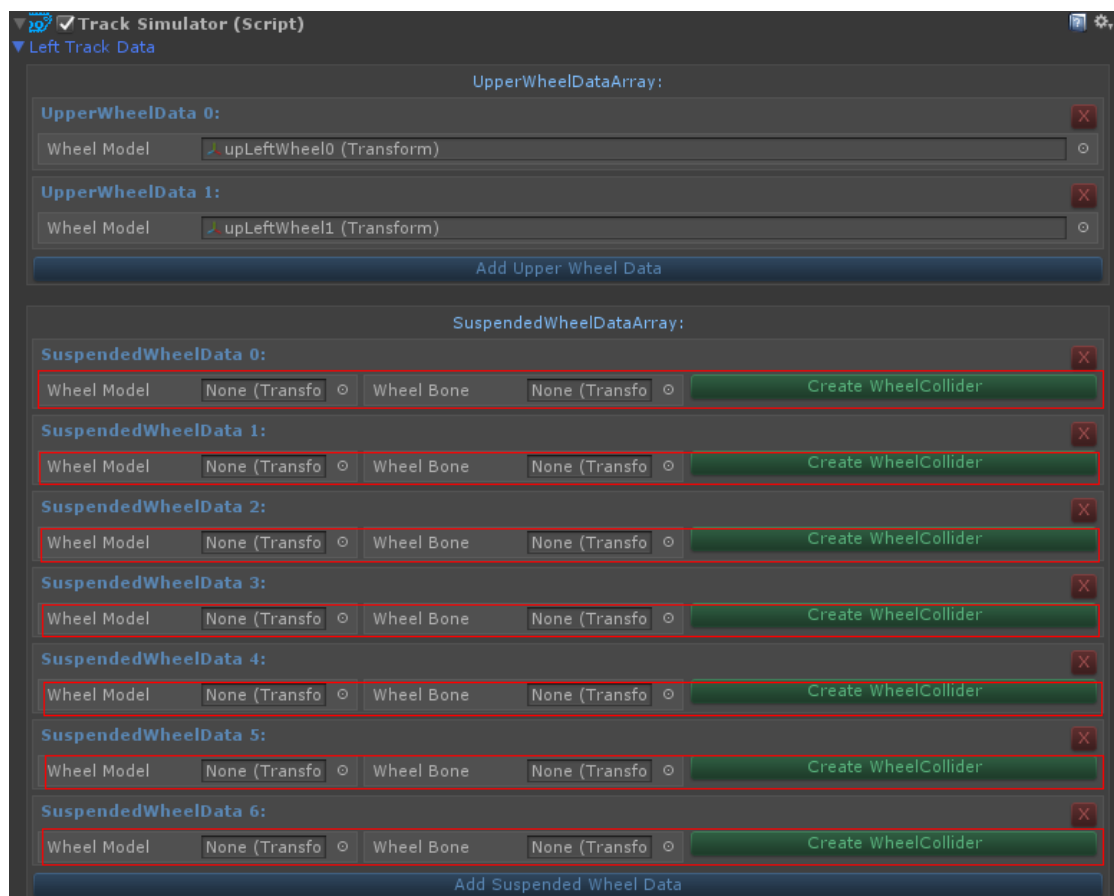 Track Simulator (Script)
Left Track Data
UpperWheelDataArray:
UpperWheelData 0:
X
Wheel Model upLeftWheel0 (Transform)
UpperWheelData 1:
X
Wheel Model upLeftWheel1 (Transform)
Add Upper Wheel Data
SuspendedWheelDataArray:
SuspendedWheelData 0:
X
Wheel Model None (Transfo Wheel Bone None (Transfo Create WheelCollider
SuspendedWheelData 1:
X
Wheel Model None (Transfo Wheel Bone None (Transfo Create WheelCollider
SuspendedWheelData 2:
X
Wheel Model None (Transfo Wheel Bone None (Transfo Create WheelCollider
SuspendedWheelData 3:
X
Wheel Model None (Transfo Wheel Bone None (Transfo Create WheelCollider
SuspendedWheelData 4:
X
Wheel Model None (Transfo Wheel Bone None (Transfo Create WheelCollider
SuspendedWheelData 5:
X
Wheel Model None (Transfo Wheel Bone None (Transfo Create WheelCollider
SuspendedWheelData 6:
X
Wheel Model None (Transfo Wheel Bone None (Transfo Create WheelCollider
Add Suspended Wheel Data